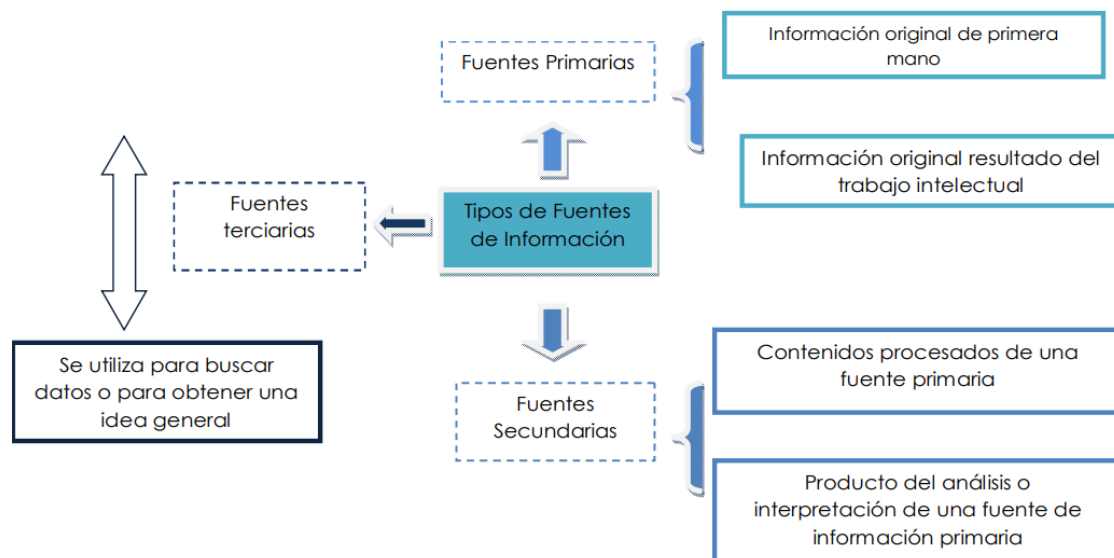 Fuentes Primarias
Información original de primera
mano
Información original resultado del
trabajo intelectual
Tipos de Fuentes
de Información
Fuentes
terciarias
Se utiliza para buscar
datos o para obtener una
idea general
Fuentes
Secundarias
Contenidos procesados de una
fuente primaria
Producto del análisis o
interpretación de una fuente de
información primaria